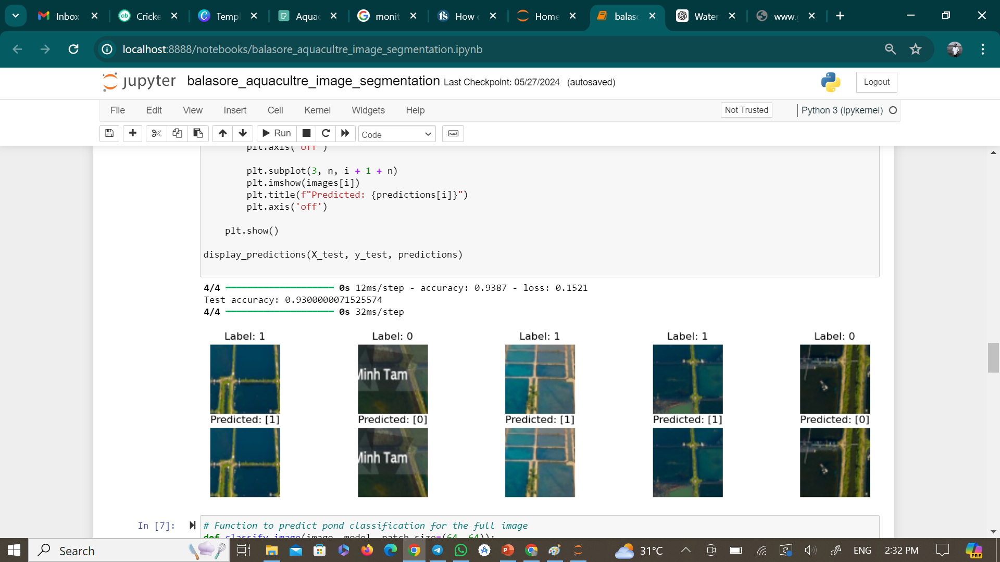 Inbox
Cricke
Templ
Aquac
monit
How
Home
balaso
Water
www.
localhost:8888/notebooks/balasore_aquacultre_image_segmentation.ipynb
jupyter balasore_aquacultre_image_segmentation Last Checkpoint: 05/27/2024 (autosaved)
Logout
File Edit View Insert Cell Kernel Widgets Help
Not Trusted
Python 3 (ipykernel)
Run
Code
plt.axis('off')
plt.subplot(3, n, i + 1 + n)
plt.imshow(images[i])
plt.title(f"Predicted: {predictions[i]}")
plt.axis('off')
plt.show()
display_predictions(X_test, y_test, predictions)
4/4 0s 12ms/step - accuracy: 0.9387 - loss: 0.1521
Test accuracy: 0.9300000071525574
4/4 0s 32ms/step
Label: 1 Label: 0 Label: 1 Label: 1 Label: 0
Minh Tam
Predicted: [1] Predicted: [0] Predicted: [1] Predicted: [1] Predicted: [0]
Minh Tam
In [7]:
# Function to predict pond classification for the full image
def classify_image(image, model, patch_size=(64, 64)):
Search
31°C
ENG
2:32 PM
PRE